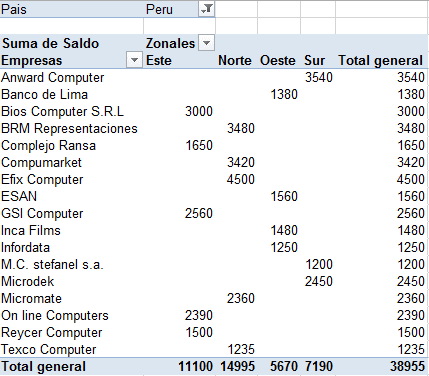 Pais Peru
Suma de Saldo Zonales
Empresas Este Norte Oeste Sur Total general
Anward Computer 3540 3540
Banco de Lima 1380 1380
Bios Computer S.R.L 3000 3000
BRM Representaciones 3480 3480
Complejo Ransa 1650 1650
Compumarket 3420 3420
Efix Computer 4500 4500
ESAN 1560 1560
GSI Computer 2560 2560
Inca Films 1480 1480
Infordata 1250 1250
M.C. stefanel s.a. 1200 1200
Microdek 2450 2450
Micromate 2360 2360
On line Computers 2390 2390
Reycer Computer 1500 1500
Texco Computer 1235 1235
Total general 11100 14995 5670 7190 38955